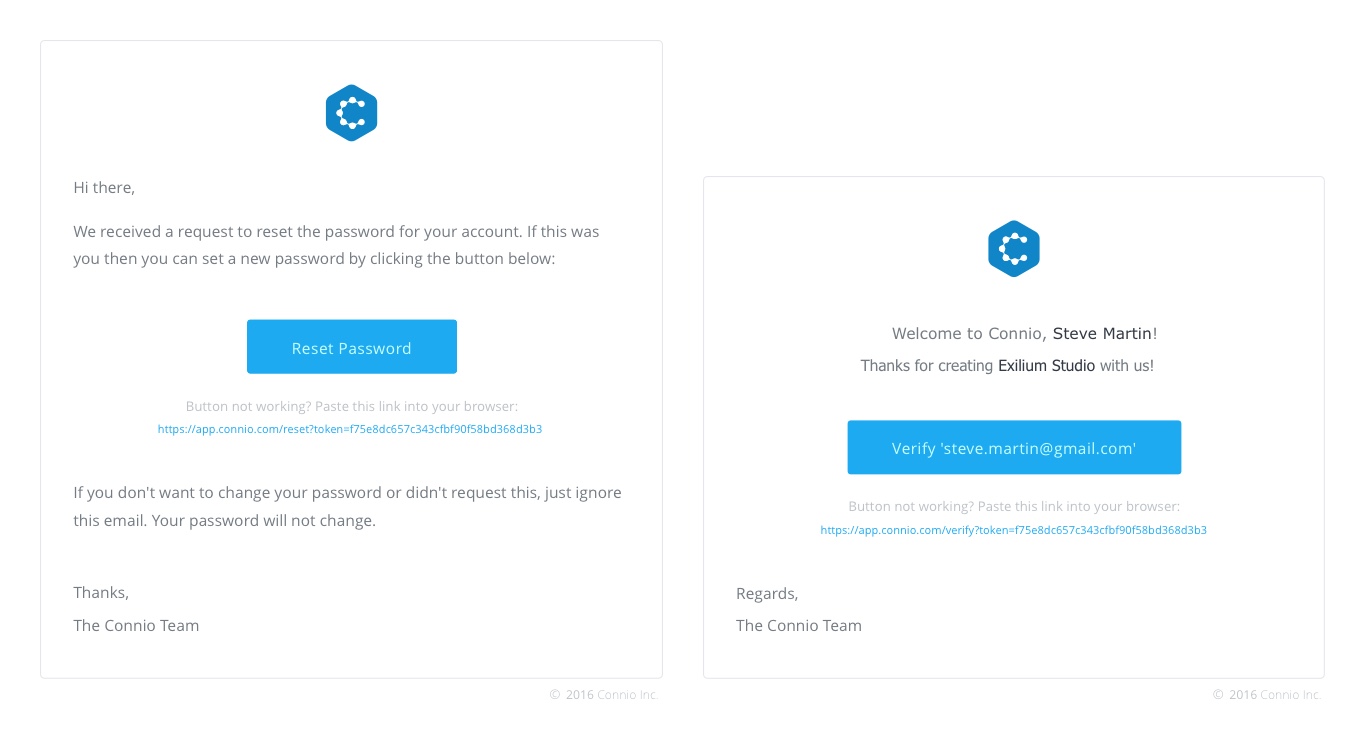 Hi there,
We received a request to reset the password for your account. If this was
you then you can set a new password by clicking the button below:
Reset Password
Button not working? Paste this link into your browser:
https://app.connio.com/reset?token=f75e8dc657c343cfbf90f58bd368d3b3
If you don't want to change your password or didn't request this, just ignore
this email. Your password will not change.
Thanks,
The Connio Team
© 2016 Connio Inc.
Welcome to Connio, Steve Martin!
Thanks for creating Exilium Studio with us!
Verify 'steve.martin@gmail.com'
Button not working? Paste this link into your browser:
https://app.connio.com/verify?token=f75e8dc657c343cfbf90f58bd368d3b3
Regards,
The Connio Team
© 2016 Connio Inc.